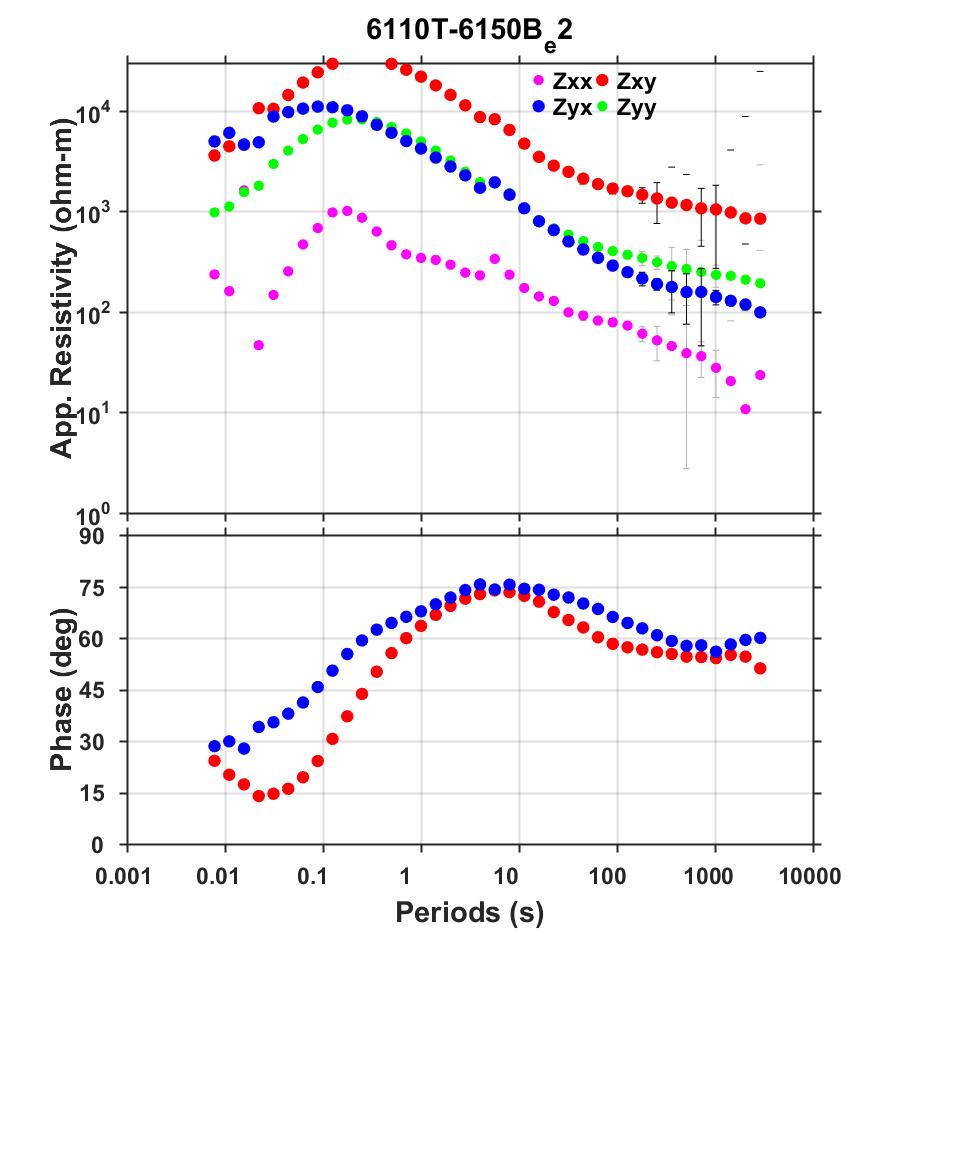 6110T-6150Be2
Zxx Zxy
Zyx Zyy
App. Resistivity (ohm-m)
10^4
10^3
10^2
10^1
10^0
Phase (deg)
90
75
60
45
30
15
0
0.001 0.01 0.1 1 10 100 1000 10000
Periods (s)